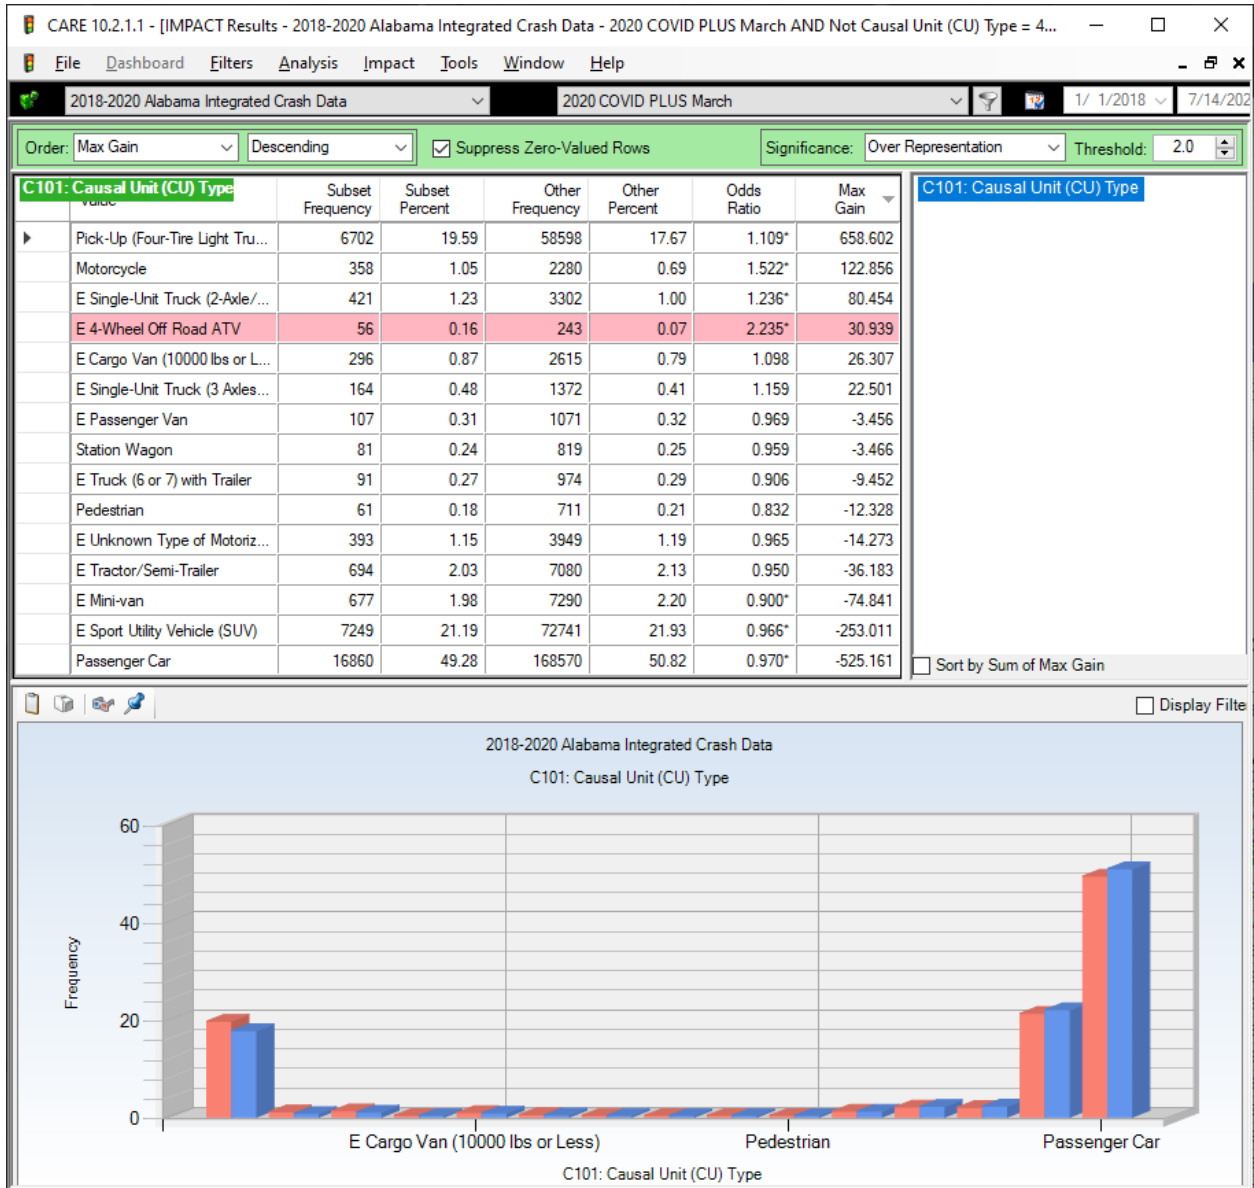 CARE 10.2.1.1 - [IMPACT Results - 2018-2020 Alabama Integrated Crash Data - 2020 COVID PLUS March AND Not Causal Unit (CU) Type = 4...
File Dashboard Filters Analysis Impact Tools Window Help
2018-2020 Alabama Integrated Crash Data 2020 COVID PLUS March 1/ 1/2018 7/14/202
Order: Max Gain Descending Suppress Zero-Valued Rows Significance: Over Representation Threshold: 2.0
C101: Causal Unit (CU) Type Subset Frequency Subset Percent Other Frequency Other Percent Odds Ratio Max Gain
Pick-Up (Four-Tire Light Tru... 6702 19.59 58598 17.67 1.109* 658.602
Motorcycle 358 1.05 2280 0.69 1.522* 122.856
E Single-Unit Truck (2-Axle/... 421 1.23 3302 1.00 1.236* 80.454
E 4-Wheel Off Road ATV 56 0.16 243 0.07 2.235* 30.939
E Cargo Van (10000 lbs or L... 296 0.87 2615 0.79 1.098 26.307
E Single-Unit Truck (3 Axles... 164 0.48 1372 0.41 1.159 22.501
E Passenger Van 107 0.31 1071 0.32 0.969 -3.456
Station Wagon 81 0.24 819 0.25 0.959 -3.466
E Truck (6 or 7) with Trailer 91 0.27 974 0.29 0.906 -9.452
Pedestrian 61 0.18 711 0.21 0.832 -12.328
E Unknown Type of Motoriz... 393 1.15 3949 1.19 0.965 -14.273
E Tractor/Semi-Trailer 694 2.03 7080 2.13 0.950 -36.183
E Mini-van 677 1.98 7290 2.20 0.900* -74.841
E Sport Utility Vehicle (SUV) 7249 21.19 72741 21.93 0.966* -253.011
Passenger Car 16860 49.28 168570 50.82 0.970* -525.161
C101: Causal Unit (CU) Type
Sort by Sum of Max Gain
Display Filte
2018-2020 Alabama Integrated Crash Data
C101: Causal Unit (CU) Type
60
40
20
0
Frequency
E Cargo Van (10000 lbs or Less) Pedestrian Passenger Car
C101: Causal Unit (CU) Type